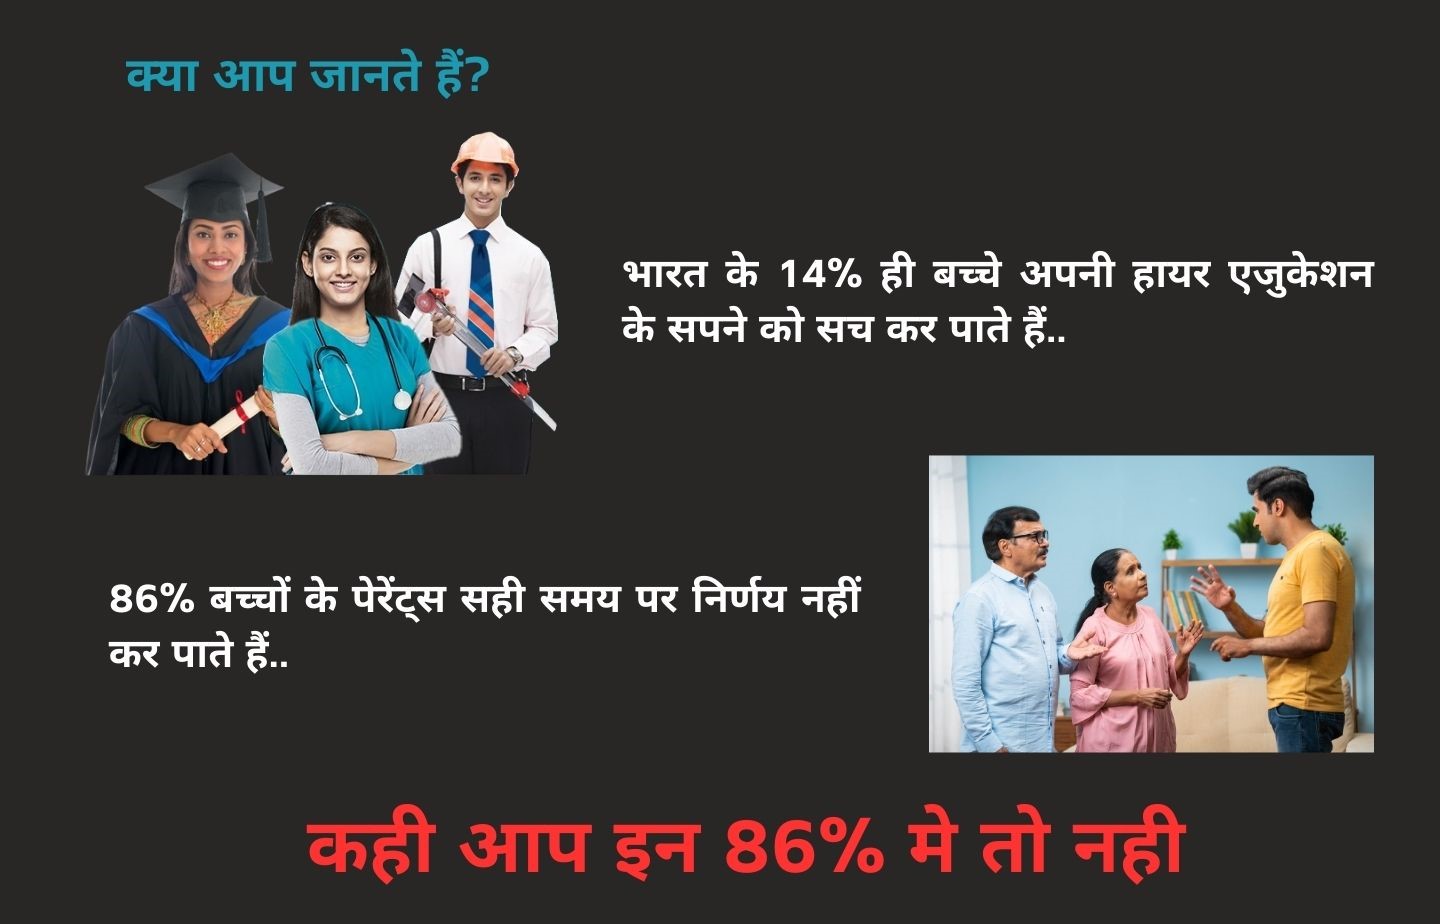 क्या आप जानते हैं?
भारत के 14% ही बच्चे अपनी हायर एजुकेशन
के सपने को सच कर पाते हैं..
86% बच्चों के पेरेंट्स सही समय पर निर्णय नहीं
कर पाते हैं..
कही आप इन 86% मे तो नही